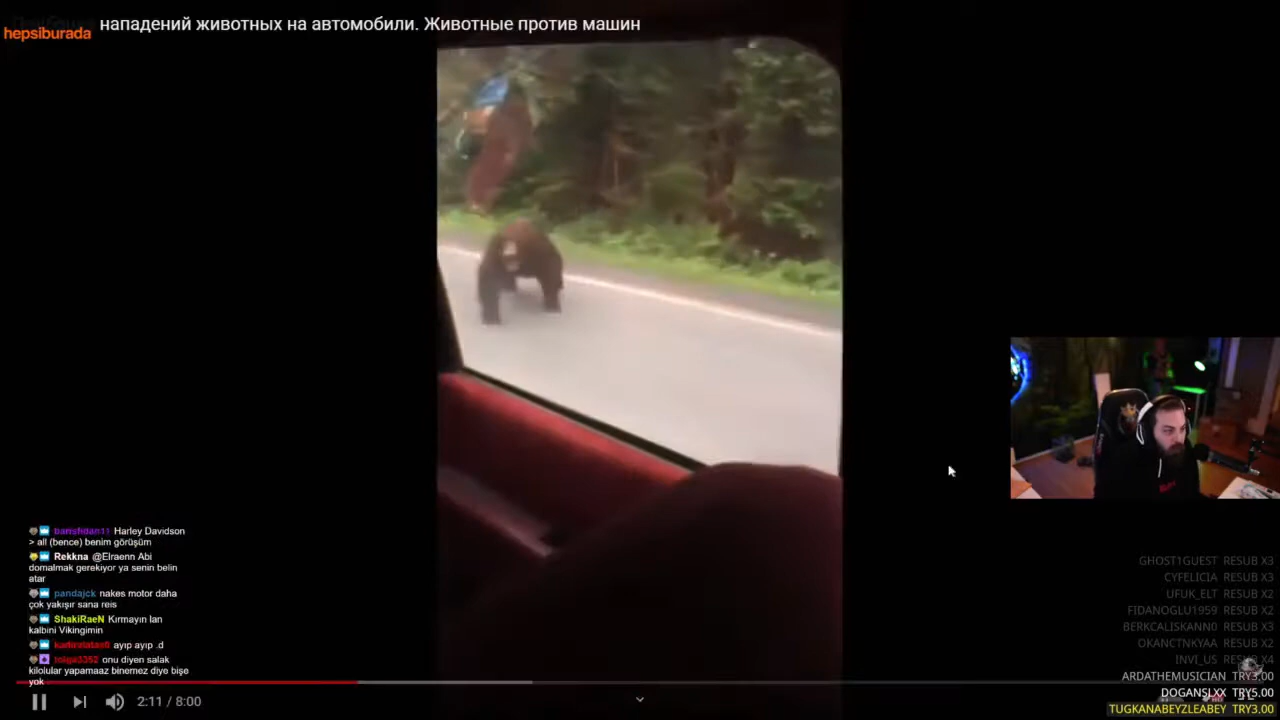 нападений животных на автомобили. Животные против машин
hepsiburada
barisfidan11 Harley Davidson
> all (bence) benim görüşüm
Rekkna @Elraenn Abi
domalmak gerekiyor ya senin belin
atar
pandajck nakes motor daha
çok yakışır sana reis
ShakiRaeN Kırmayın lan
kalbini Vikingimin
ayıp ayıp .d
onu diyen salak
kilolular yapamaaz binemez diye bişe
yok
2:11 / 8:00
GHOST1GUEST RESUB X3
CYFELICIA RESUB X3
UFUK_ELT RESUB X2
FIDANOGLU1959 RESUB X2
BERKCALISKANN0 RESUB X3
OKANCTNKYAA RESUB X2
INVI_US RESUB X4
ARDATHEMUSICIAN TRY3.00
DOGANSLXX TRY5.00
TUGKANABEYZLEABEY TRY3.00